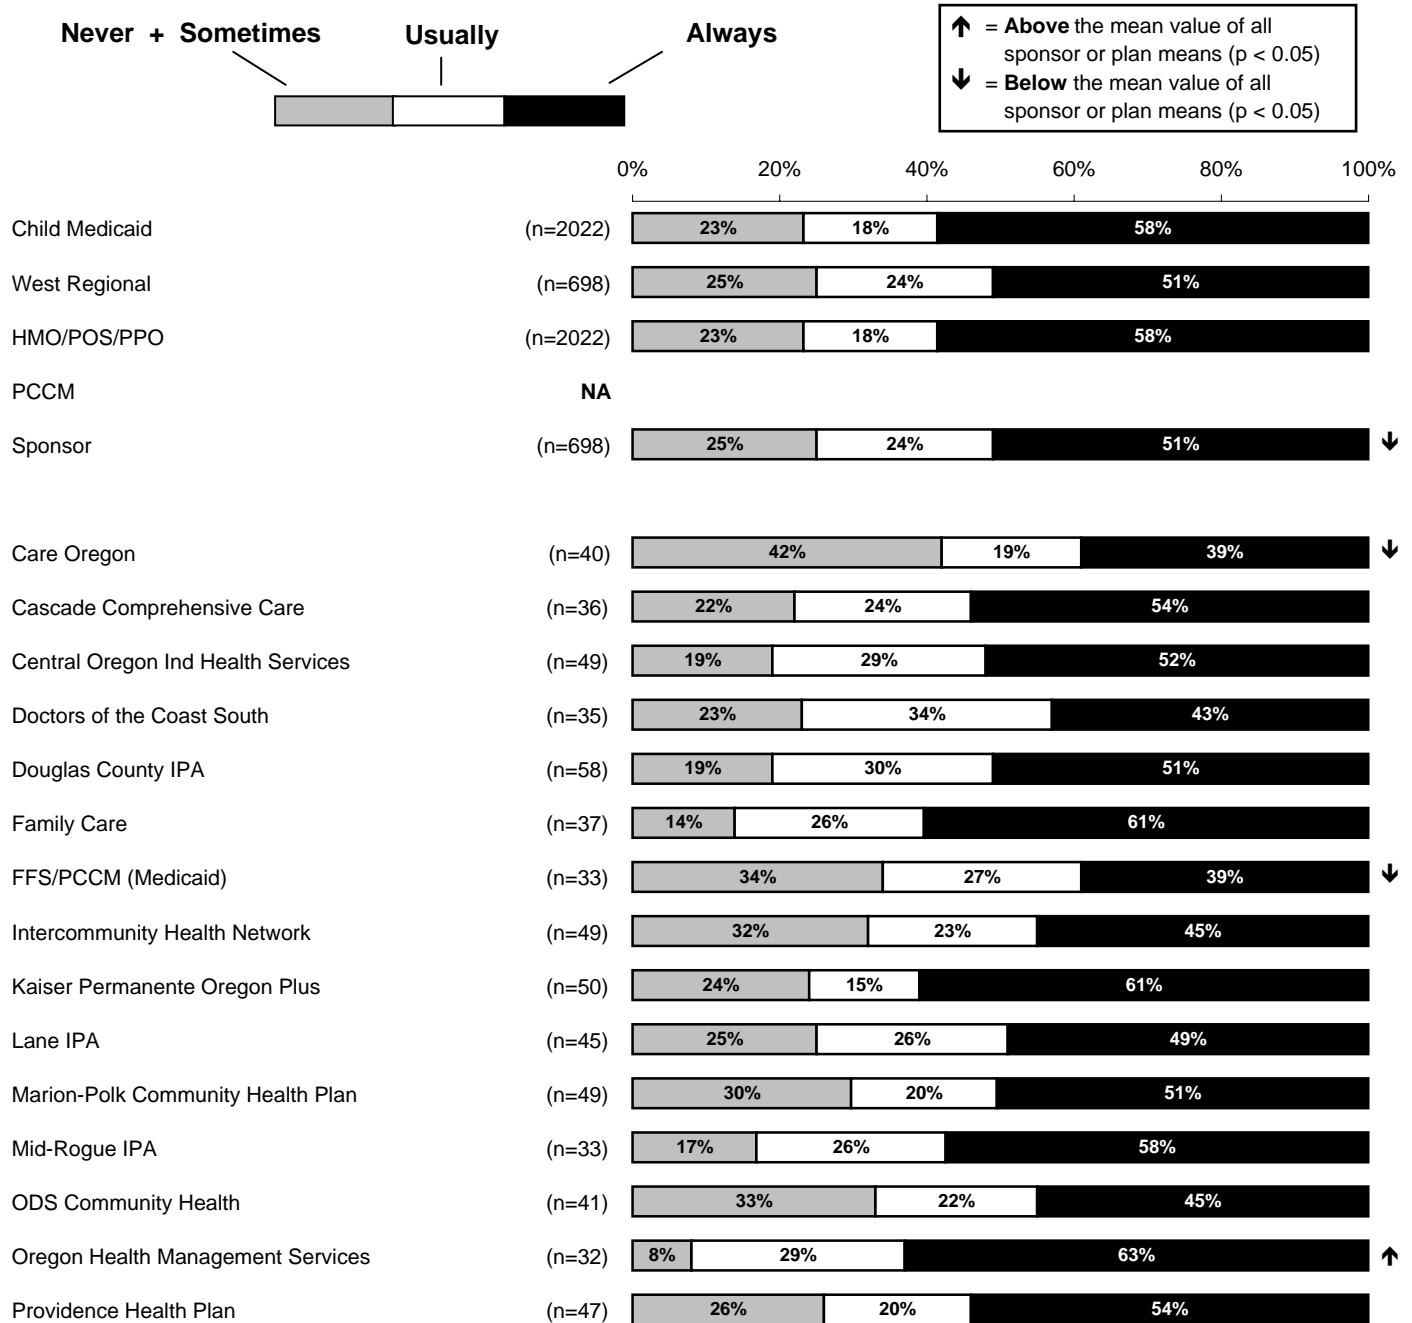 Never + Sometimes Usually Always
↑ = Above the mean value of all
sponsor or plan means (p < 0.05)
↓ = Below the mean value of all
sponsor or plan means (p < 0.05)
0% 20% 40% 60% 80% 100%
Child Medicaid (n=2022) 23% 18% 58%
West Regional (n=698) 25% 24% 51%
HMO/POS/PPO (n=2022) 23% 18% 58%
PCCM NA
Sponsor (n=698) 25% 24% 51% ↓
Care Oregon (n=40) 42% 19% 39% ↓
Cascade Comprehensive Care (n=36) 22% 24% 54%
Central Oregon Ind Health Services (n=49) 19% 29% 52%
Doctors of the Coast South (n=35) 23% 34% 43%
Douglas County IPA (n=58) 19% 30% 51%
Family Care (n=37) 14% 26% 61%
FFS/PCCM (Medicaid) (n=33) 34% 27% 39% ↓
Intercommunity Health Network (n=49) 32% 23% 45%
Kaiser Permanente Oregon Plus (n=50) 24% 15% 61%
Lane IPA (n=45) 25% 26% 49%
Marion-Polk Community Health Plan (n=49) 30% 20% 51%
Mid-Rogue IPA (n=33) 17% 26% 58%
ODS Community Health (n=41) 33% 22% 45%
Oregon Health Management Services (n=32) 8% 29% 63% ↑
Providence Health Plan (n=47) 26% 20% 54%